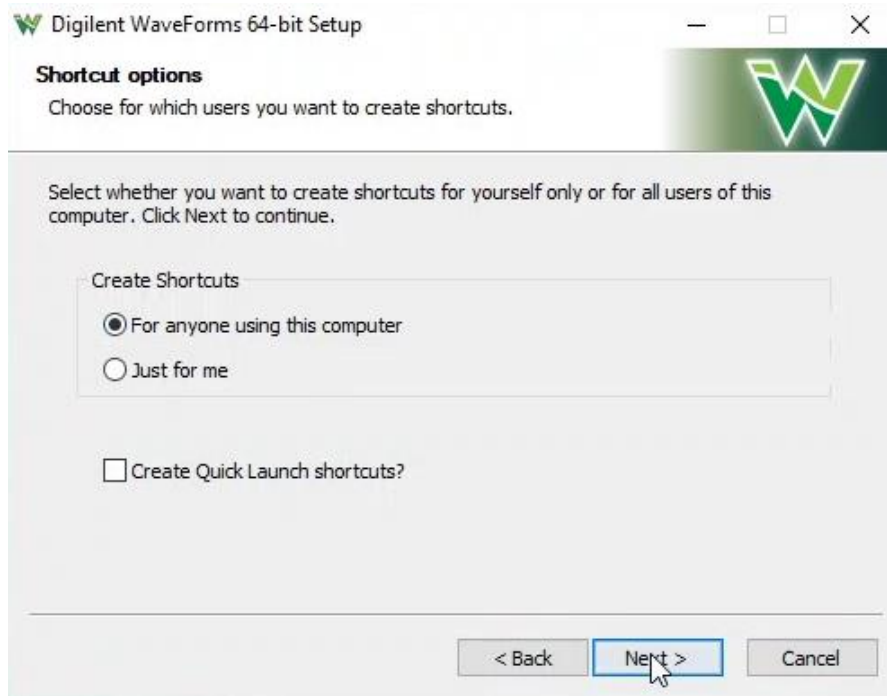 Digilent WaveForms 64-bit Setup
Shortcut options
Choose for which users you want to create shortcuts.
Select whether you want to create shortcuts for yourself only or for all users of this
computer. Click Next to continue.
Create Shortcuts
For anyone using this computer
Just for me
Create Quick Launch shortcuts?
< Back Next > Cancel